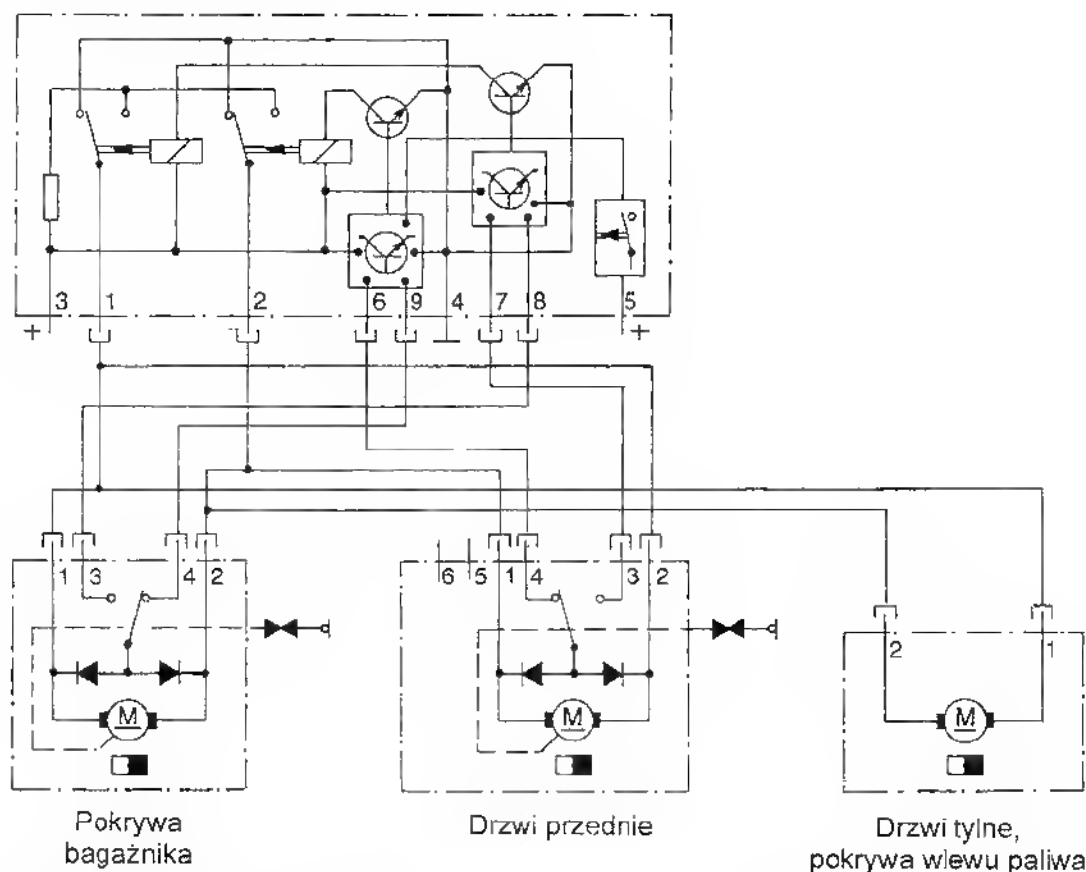 3 1 2 6 9 4 7 8 5
+ +
1 3 4 2
6 5 1 4 3 2
2 1
M M M
Pokrywa
bagażnika
Drzwi przednie
Drzwi tylne,
pokrywa wlewu paliwa